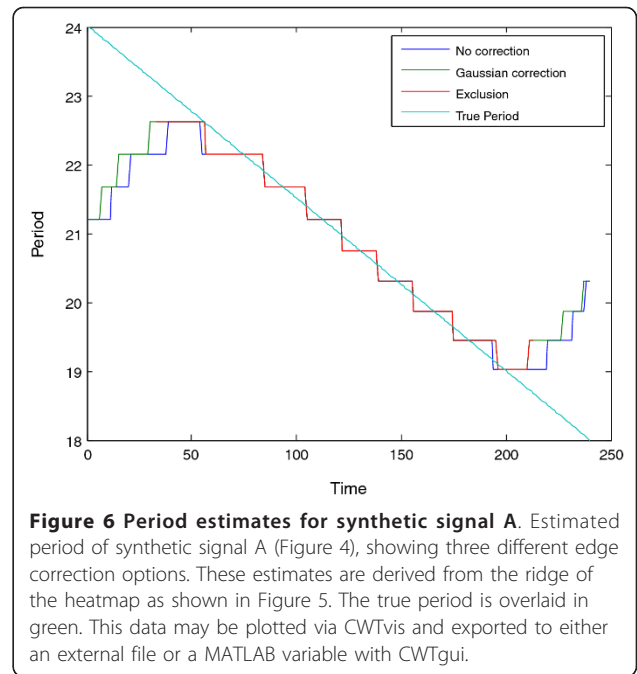 24
23
22
21
20
19
18
Period
No correction
Gaussian correction
Exclusion
True Period
0
50
100
150
200
250
Time
Figure 6 Period estimates for synthetic signal A. Estimated
period of synthetic signal A (Figure 4), showing three different edge
correction options. These estimates are derived from the ridge of
the heatmap as shown in Figure 5. The true period is overlaid in
green. This data may be plotted via CWTvis and exported to either
an external file or a MATLAB variable with CWTgui.